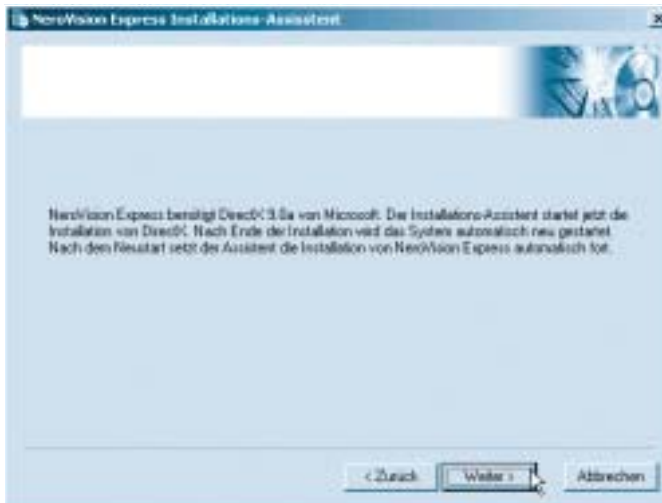 NeroVision Express Installations-Assistent
NeroVision Express benötigt DirectX 9.0a von Microsoft. Der Installations-Assistent startet jetzt die
Installation von DirectX. Nach Ende der Installation wird das System automatisch neu gestartet.
Nach dem Neustart setzt der Assistent die Installation von NeroVision Express automatisch fort.
< Zurück
Weiter >
Abbrechen